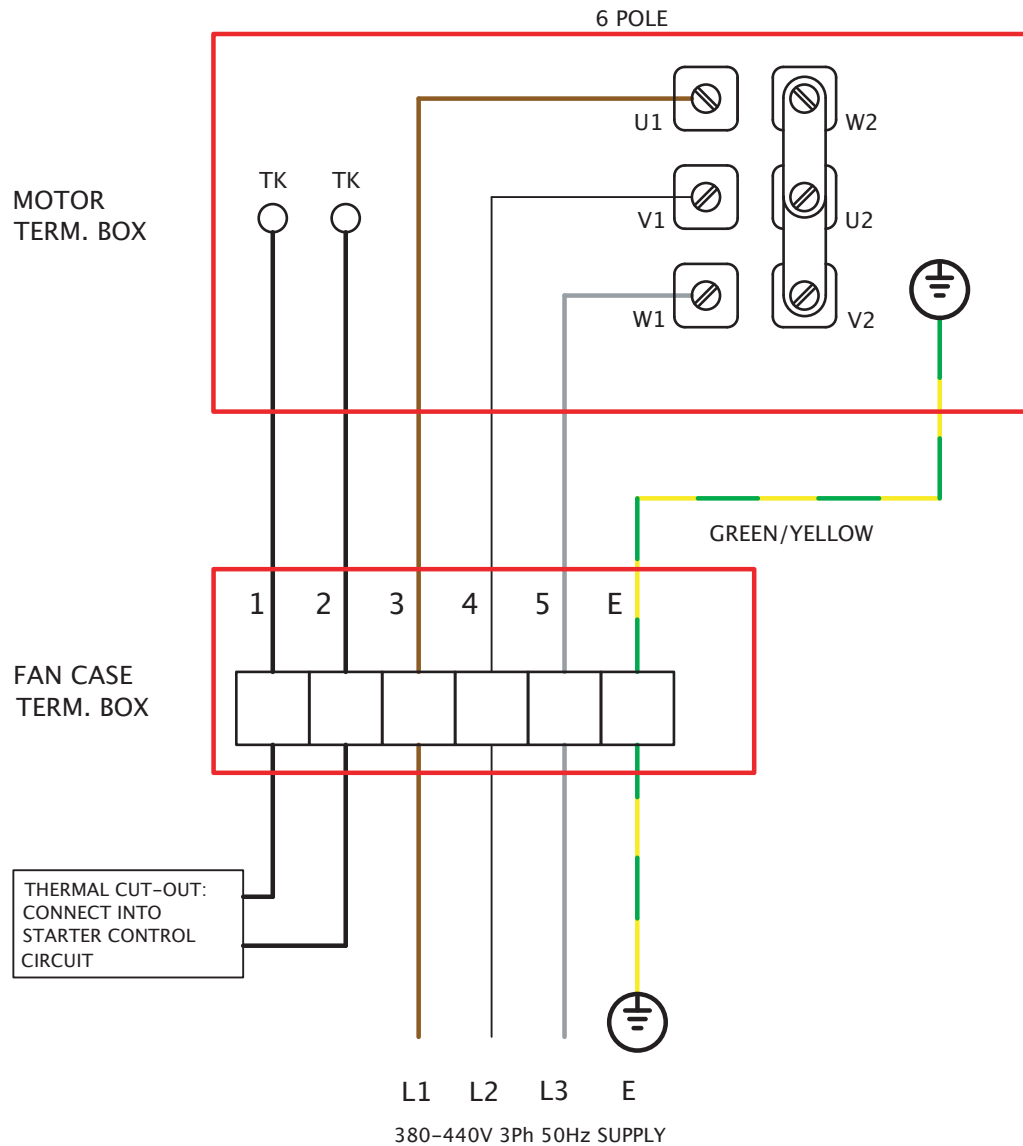 6 POLE
U1
W2
TK TK
MOTOR
TERM. BOX
V1
U2
W1
V2
GREEN/YELLOW
1 2 3 4 5 E
FAN CASE
TERM. BOX
THERMAL CUT-OUT:
CONNECT INTO
STARTER CONTROL
CIRCUIT
L1 L2 L3 E
380-440V 3Ph 50Hz SUPPLY